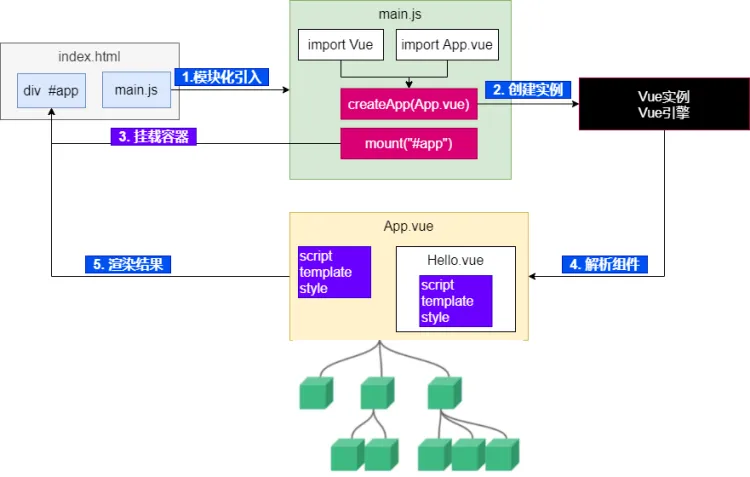 main.js
index.html
div #app
main.js
1.模块化引入
import Vue
import App.vue
createApp(App.vue)
2. 创建实例
Vue实例
Vue引擎
3. 挂载容器
mount("#app")
App.vue
script
template
style
Hello.vue
script
template
style
5. 渲染结果
4. 解析组件